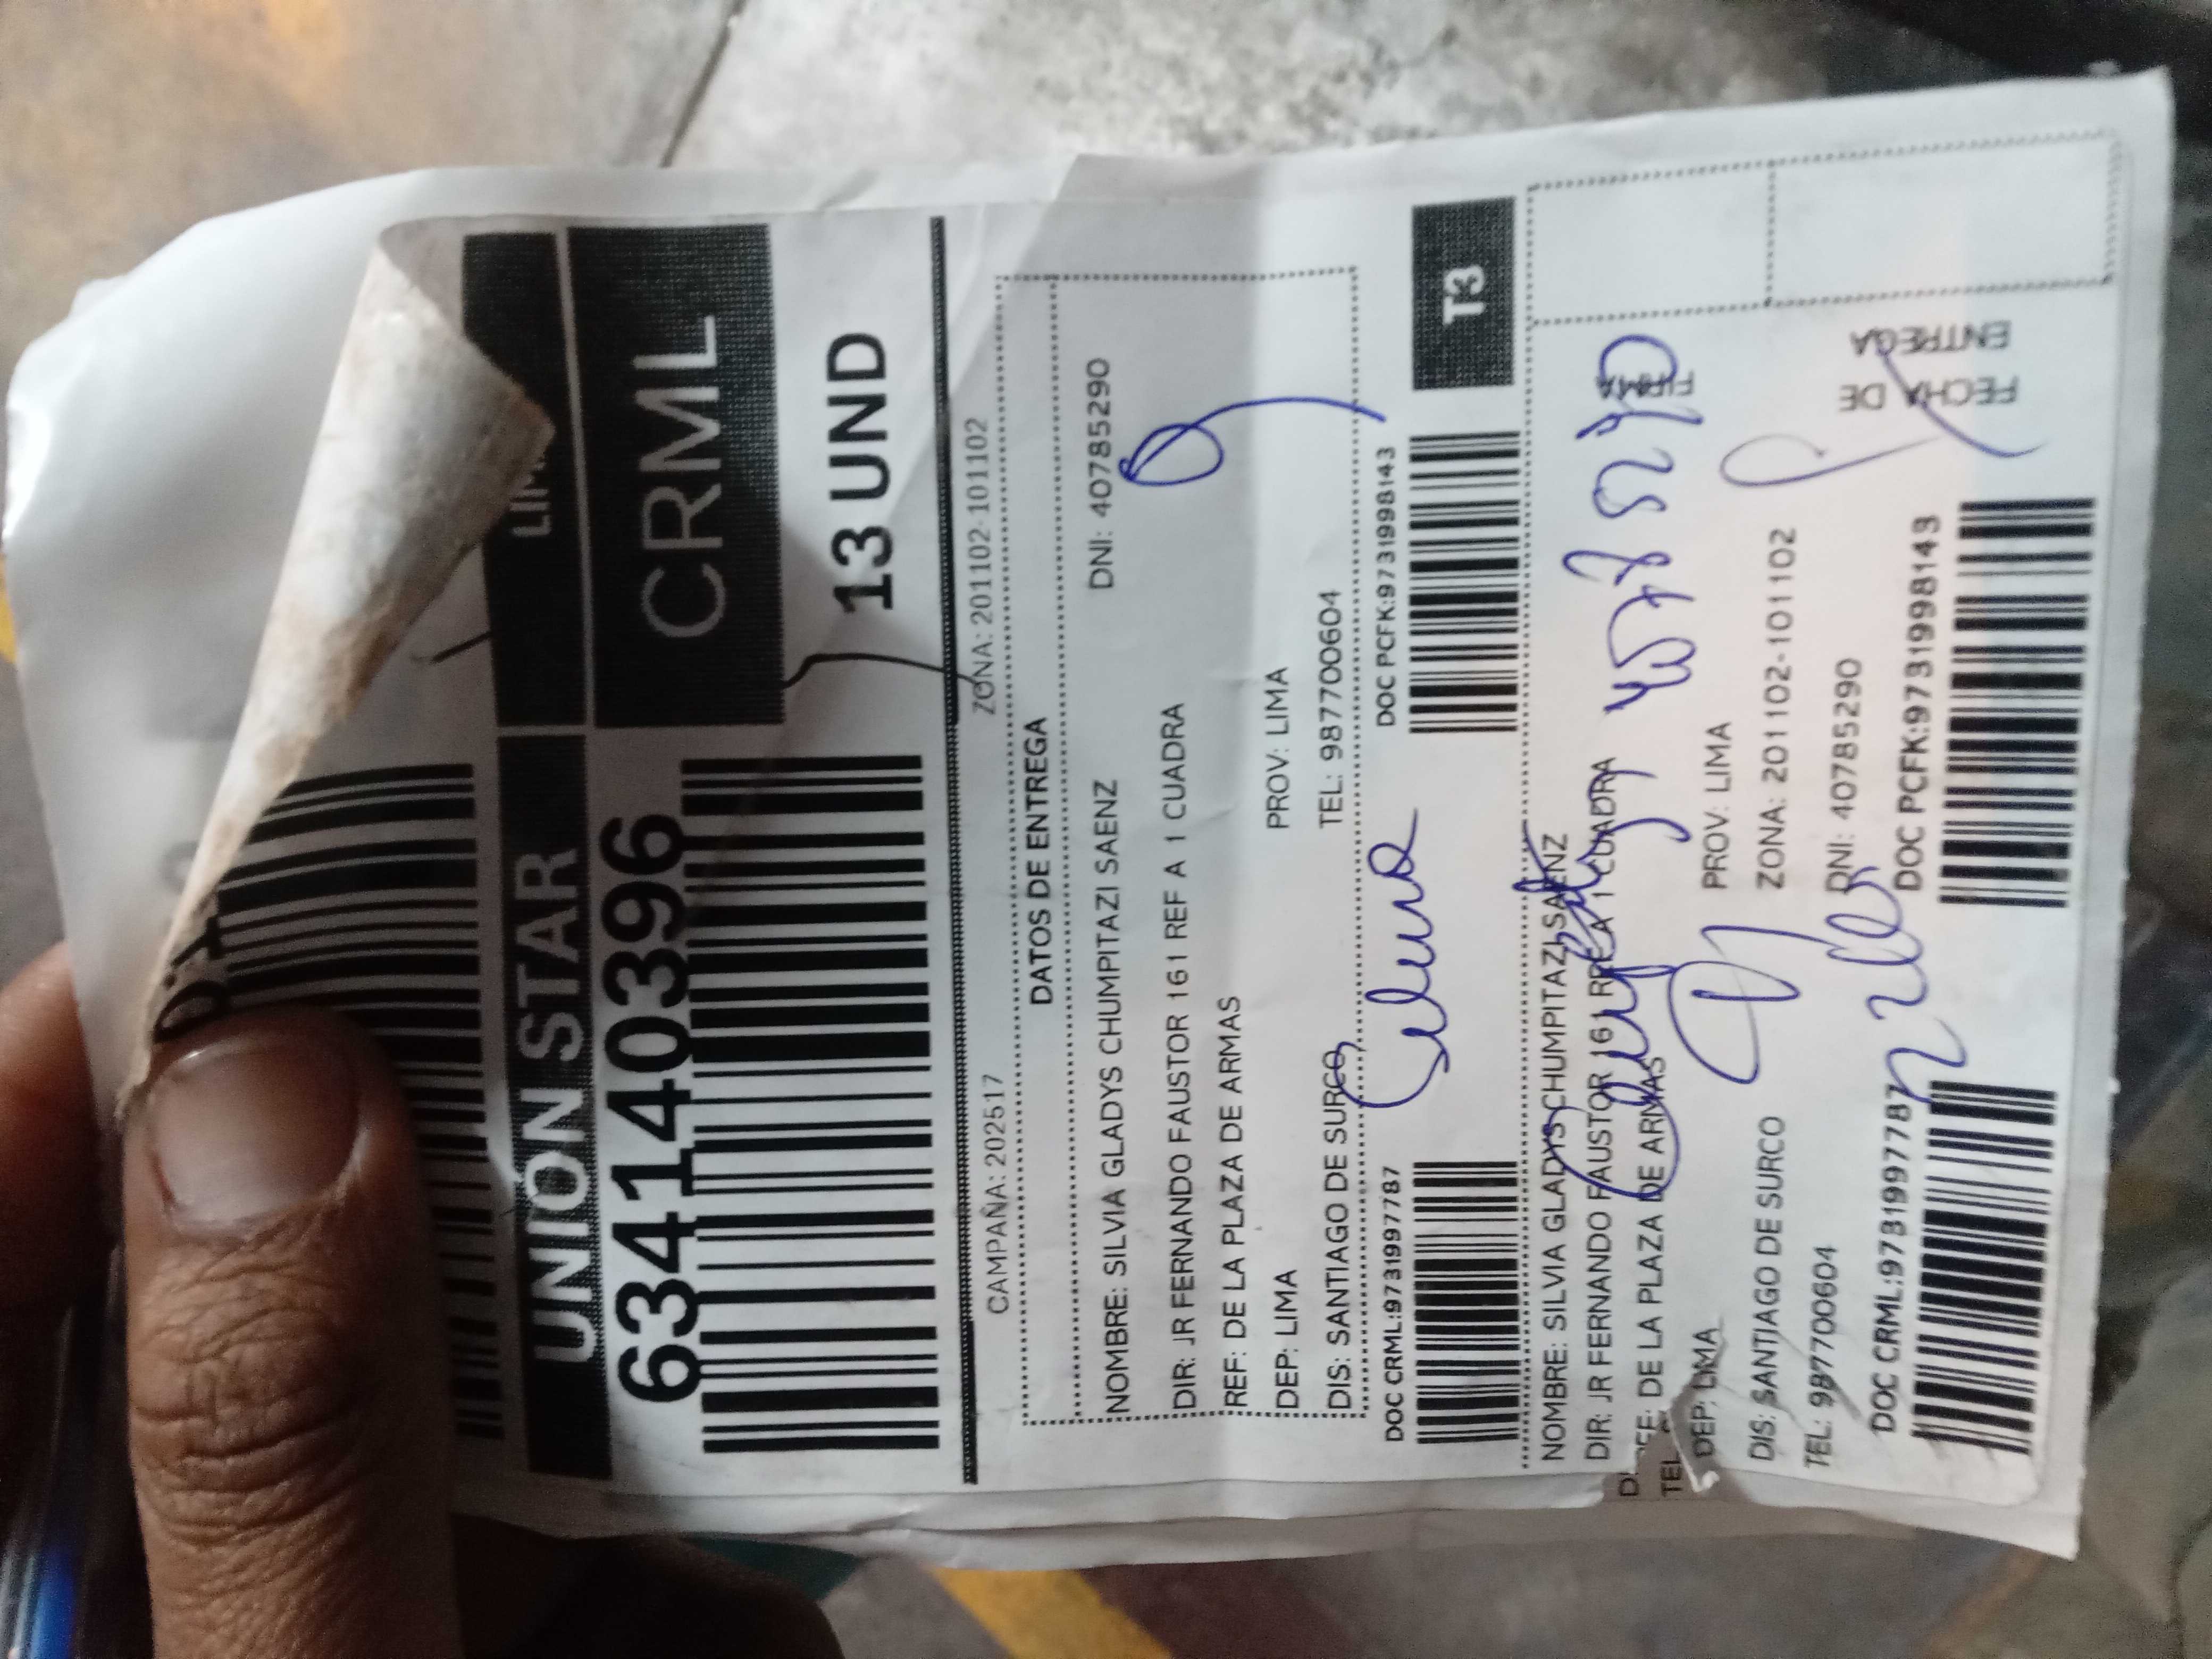 UNIÓN STAR
CRML
634140396
13 UND
CAMPAÑA: 202517 ZONA: 201102-101102
DATOS DE ENTREGA
NOMBRE: SILVIA GLADYS CHUMPITAZI SAENZ DNI: 40785290
DIR: JR FERNANDO FAUSTOR 161 REF A 1 CUADRA
REF: DE LA PLAZA DE ARMAS
DEP: LIMA PROV: LIMA
DIS: SANTIAGO DE SURCO TEL: 987700604
DOC CRML:9731997787 DOC PCFK:9731998143
T3
NOMBRE: SILVIA GLADYS CHUMPITAZI SAENZ
DIR: JR FERNANDO FAUSTOR 161 REF A 1 CUADRA
REF: DE LA PLAZA DE ARMAS
40785290
FIRMA
TEL
DEP: LIMA PROV: LIMA
DIS: SANTIAGO DE SURCO ZONA: 201102-101102
TEL: 987700604 DNI: 40785290
FECHA DE
ENTREGA
DOC CRML:9731997787 DOC PCFK:9731998143